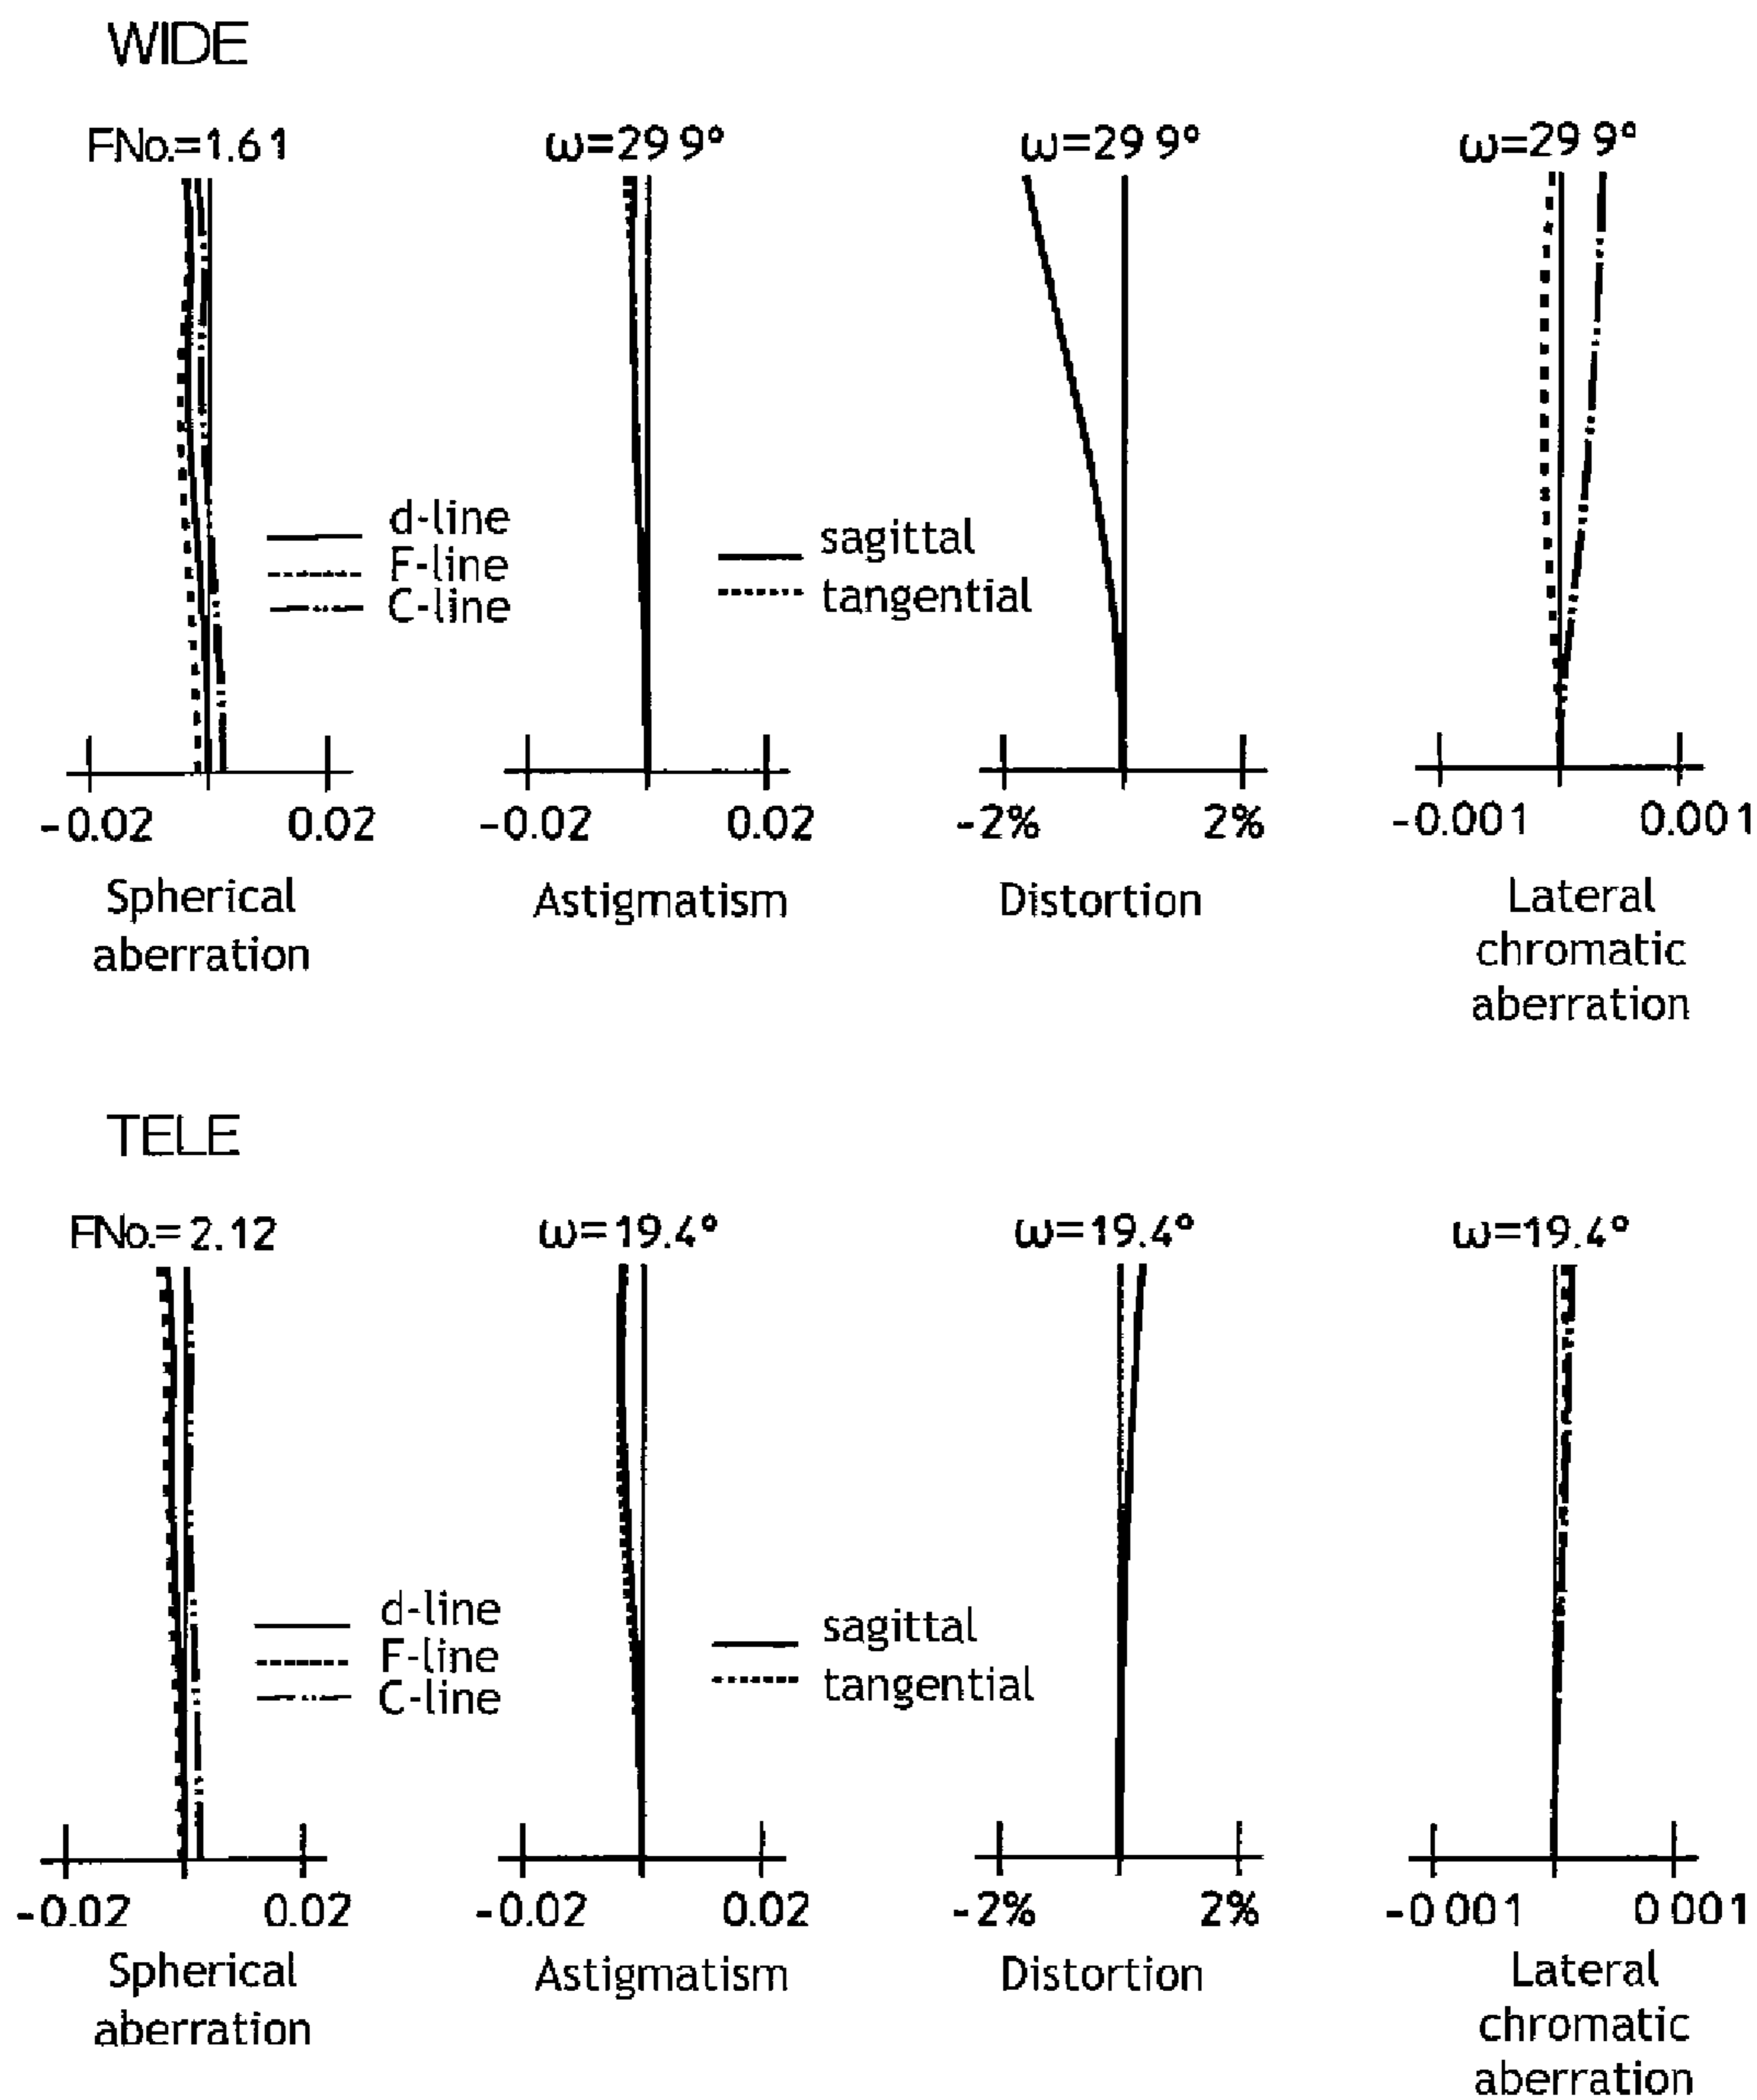 WIDE
FNo.=1.61
ω=29 9°
ω=29 9°
ω=29 9°
d-line
F-line
C-line
sagittal
tangential
-0.02
0.02
-0.02
0.02
-2%
2%
-0.001
0.001
Spherical
aberration
Astigmatism
Distortion
Lateral
chromatic
aberration
TELE
FNo.=2.12
ω=19.4°
ω=19.4°
ω=19.4°
d-line
F-line
C-line
sagittal
tangential
-0.02
0.02
-0.02
0.02
-2%
2%
-0 001
0 001
Spherical
aberration
Astigmatism
Distortion
Lateral
chromatic
aberration